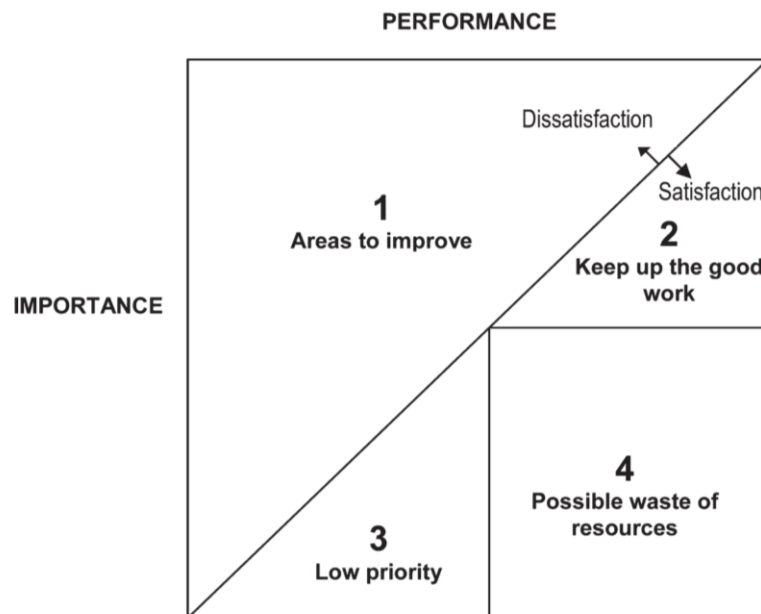 PERFORMANCE
Dissatisfaction
Satisfaction
1
Areas to improve
2
Keep up the good
work
IMPORTANCE
4
Possible waste of
resources
3
Low priority